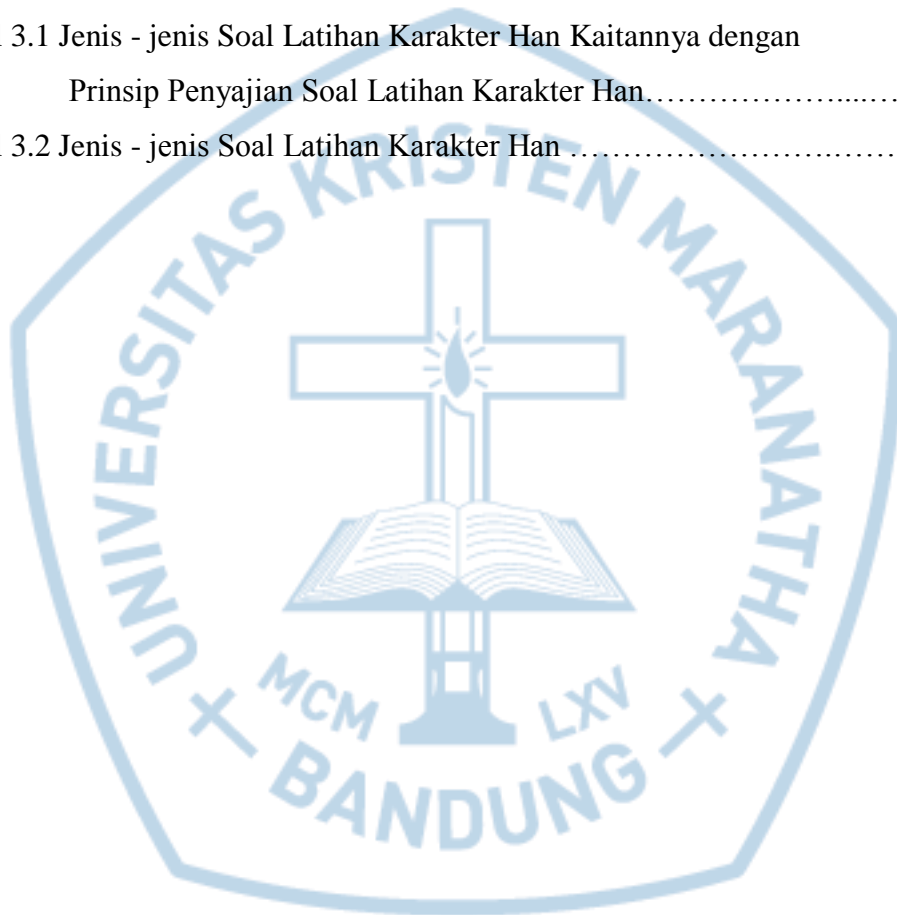 3.1 Jenis - jenis Soal Latihan Karakter Han Kaitannya dengan
Prinsip Penyajian Soal Latihan Karakter Han………………....….
3.2 Jenis - jenis Soal Latihan Karakter Han …………………….……
UNIVERSITAS KRISTEN MARANATHA
MCM LXV
BANDUNG